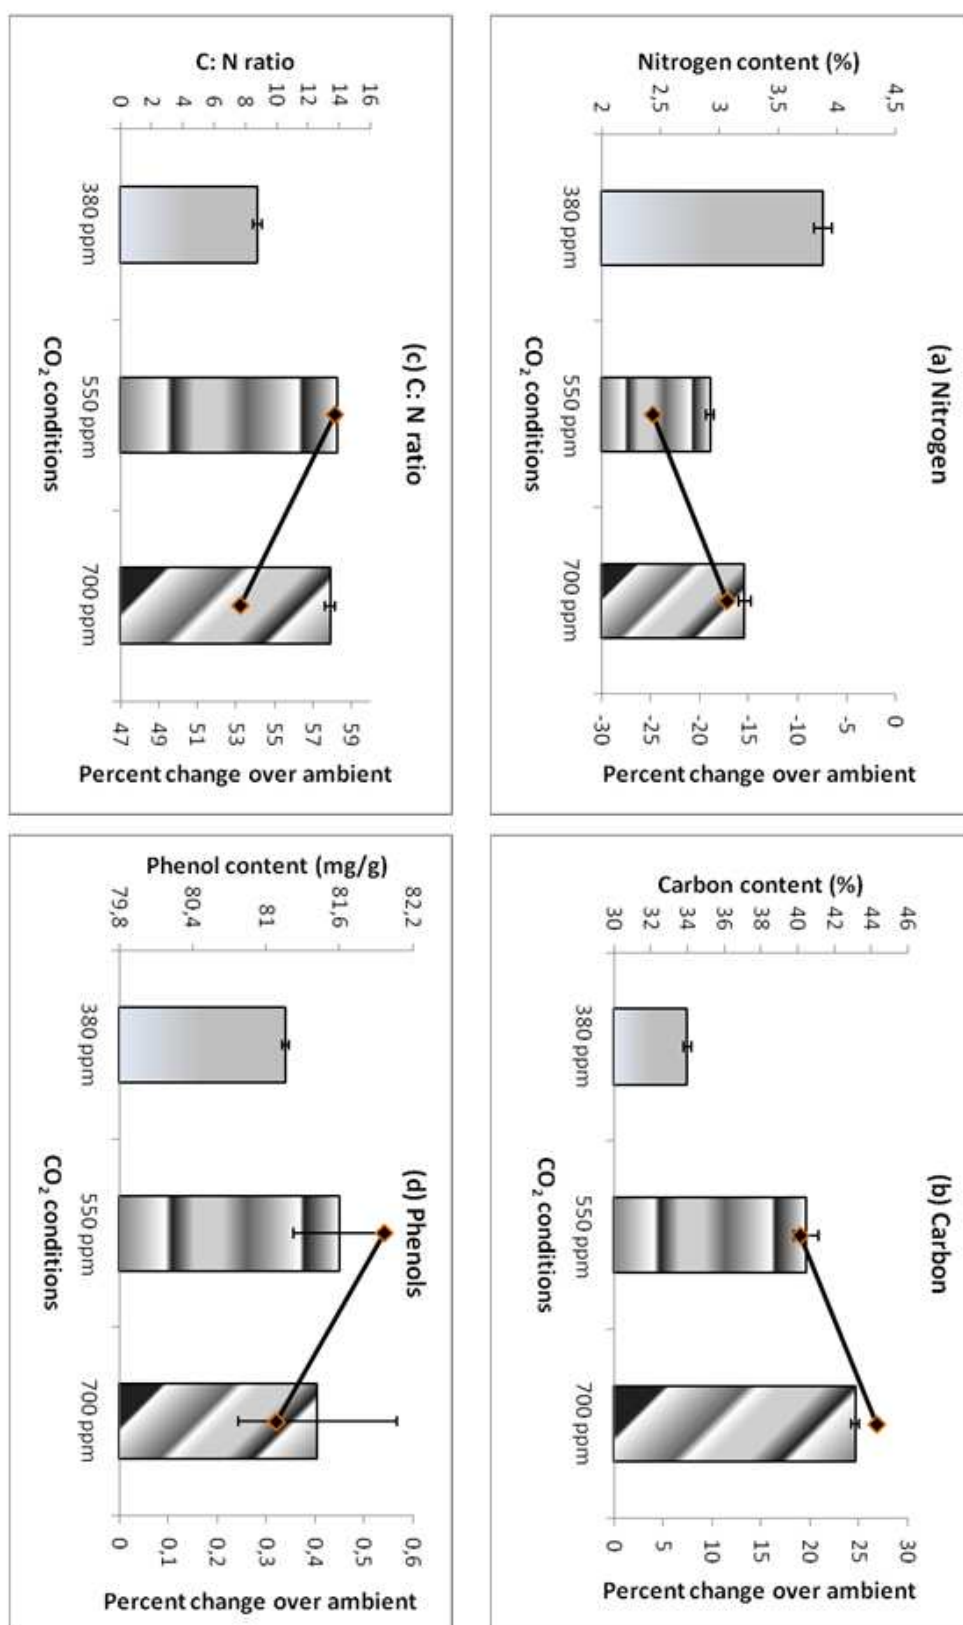 (a) Nitrogen
Nitrogen content (%)
4,5
4
3,5
3
2,5
2
0
-5
-10
-15
-20
-25
-30
Percent change over ambient
380 ppm 550 ppm 700 ppm
CO₂ conditions
(b) Carbon
Carbon content (%)
46
44
42
40
38
36
34
32
30
30
25
20
15
10
5
0
Percent change over ambient
380 ppm 550 ppm 700 ppm
CO₂ conditions
(c) C: N ratio
C: N ratio
16
14
12
10
8
6
4
2
0
59
57
55
53
51
49
47
Percent change over ambient
380 ppm 550 ppm 700 ppm
CO₂ conditions
(d) Phenols
Phenol content (mg/g)
82,2
81,6
81
80,4
79,8
0,6
0,5
0,4
0,3
0,2
0,1
0
Percent change over ambient
380 ppm 550 ppm 700 ppm
CO₂ conditions